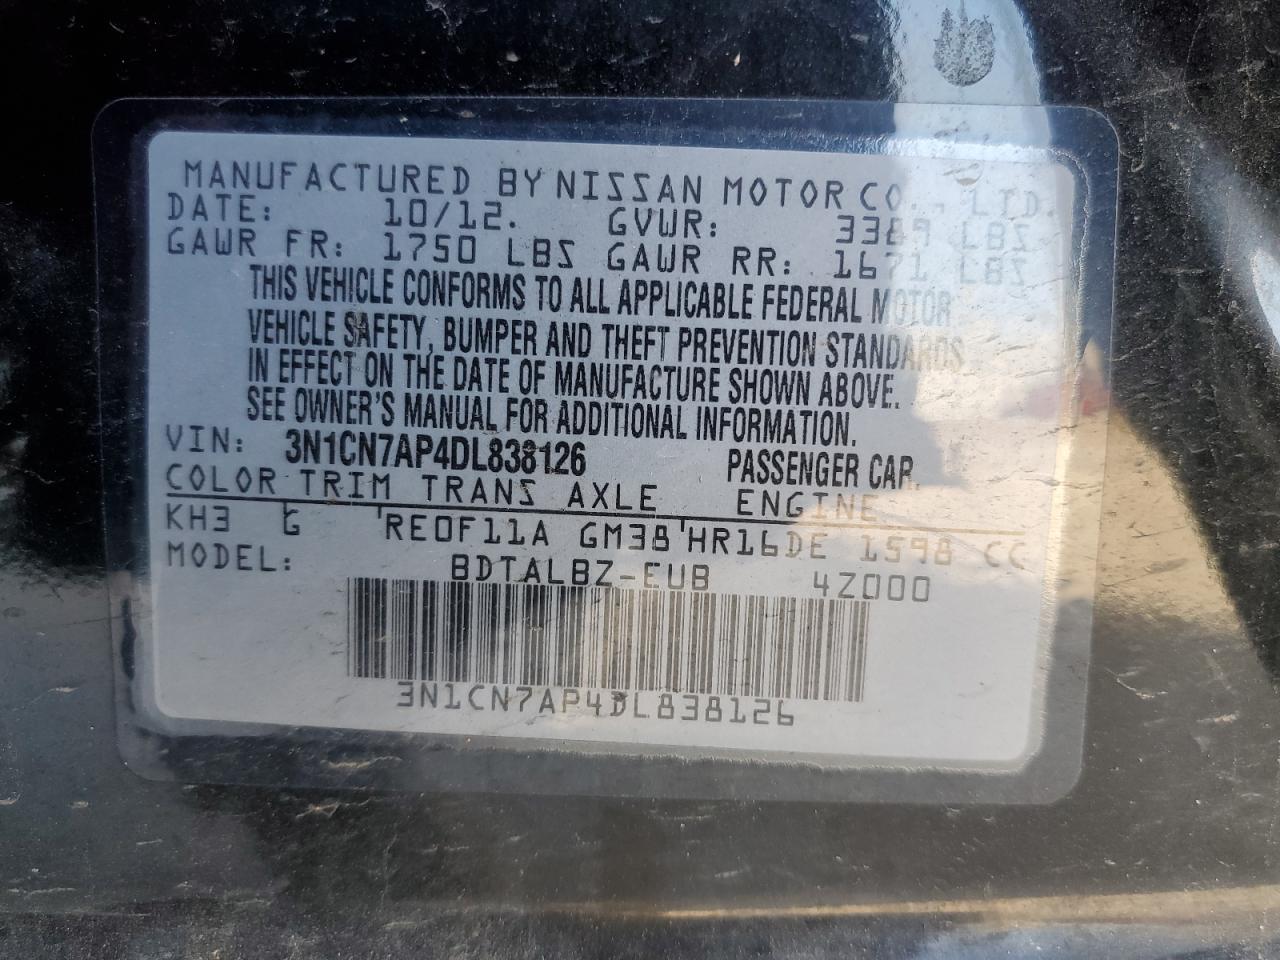 MANUFACTURED BY NISSAN MOTOR CO., LTD.
DATE: 10/12. GVWR: 3389 LBS
GAWR FR: 1750 LBS GAWR RR: 1671 LBS
THIS VEHICLE CONFORMS TO ALL APPLICABLE FEDERAL MOTOR
VEHICLE SAFETY, BUMPER AND THEFT PREVENTION STANDARDS
IN EFFECT ON THE DATE OF MANUFACTURE SHOWN ABOVE.
SEE OWNER'S MANUAL FOR ADDITIONAL INFORMATION.
VIN: 3N1CN7AP4DL838126 PASSENGER CAR.
COLOR TRIM TRANS AXLE ENGINE
KH3 G RE0F11A GM38 HR16DE 1598 CC
MODEL: BDTALBZ-EUB 4Z000
3N1CN7AP4DL838126